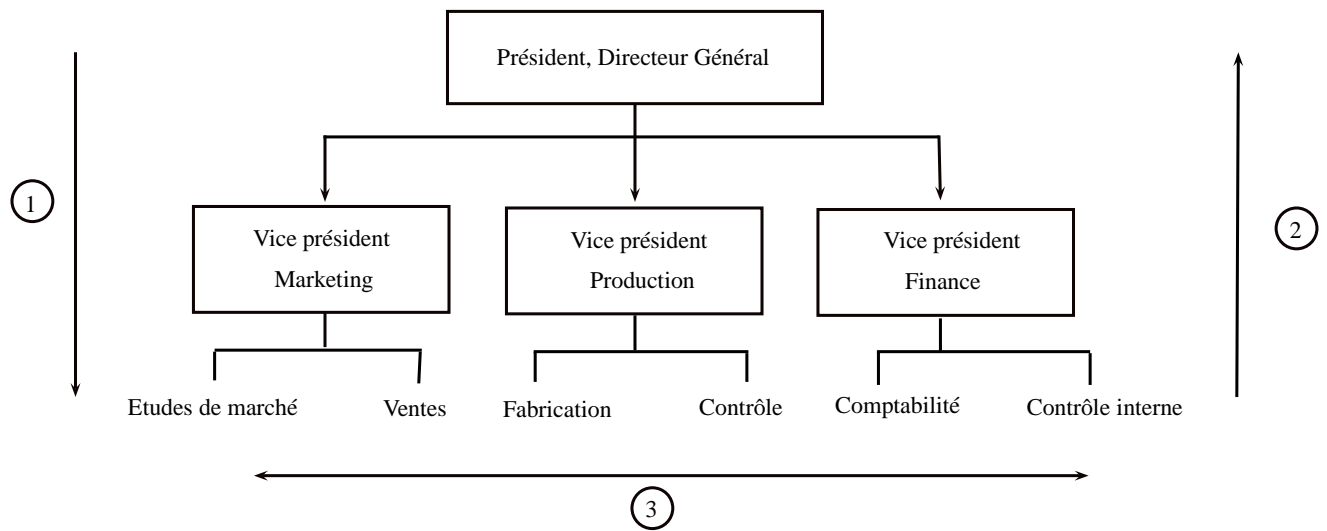 Président, Directeur Général
1
2
Vice président
Marketing
Vice président
Production
Vice président
Finance
Etudes de marché
Ventes
Fabrication
Contrôle
Comptabilité
Contrôle interne
3